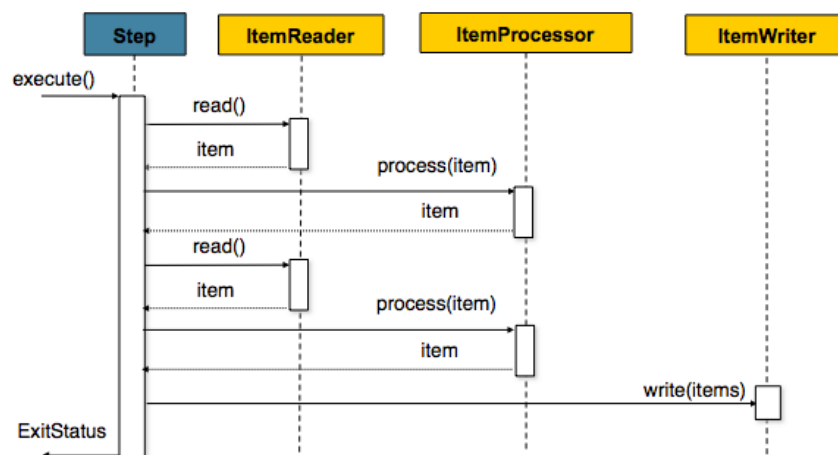 Step
ItemReader
ItemProcessor
ItemWriter
execute()
read()
item
process(item)
item
read()
item
process(item)
item
write(items)
ExitStatus